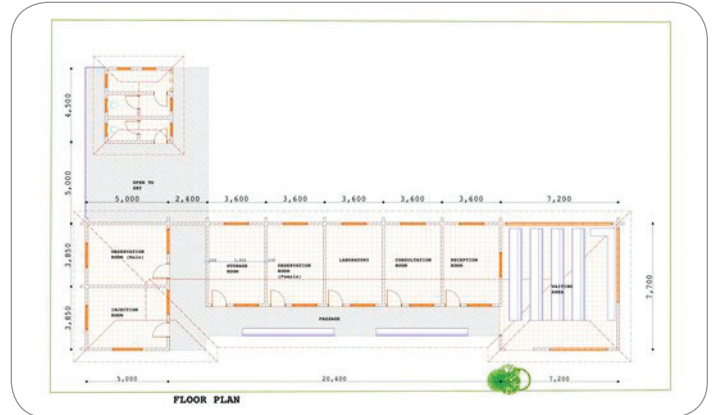 4,500
5,000
OPEN TO
SKY
5,000
2,400
3,600
3,600
3,600
3,600
3,600
7,200
3,850
3,850
OBSERVATION
ROOM (Male)
INJECTION
ROOM
STORAGE
ROOM
OBSERVATION
ROOM
(Female)
LABORATORY
CONSULTATION
ROOM
RECEPTION
ROOM
WAITING
AREA
7,700
PASSAGE
5,000
20,400
7,200
FLOOR PLAN